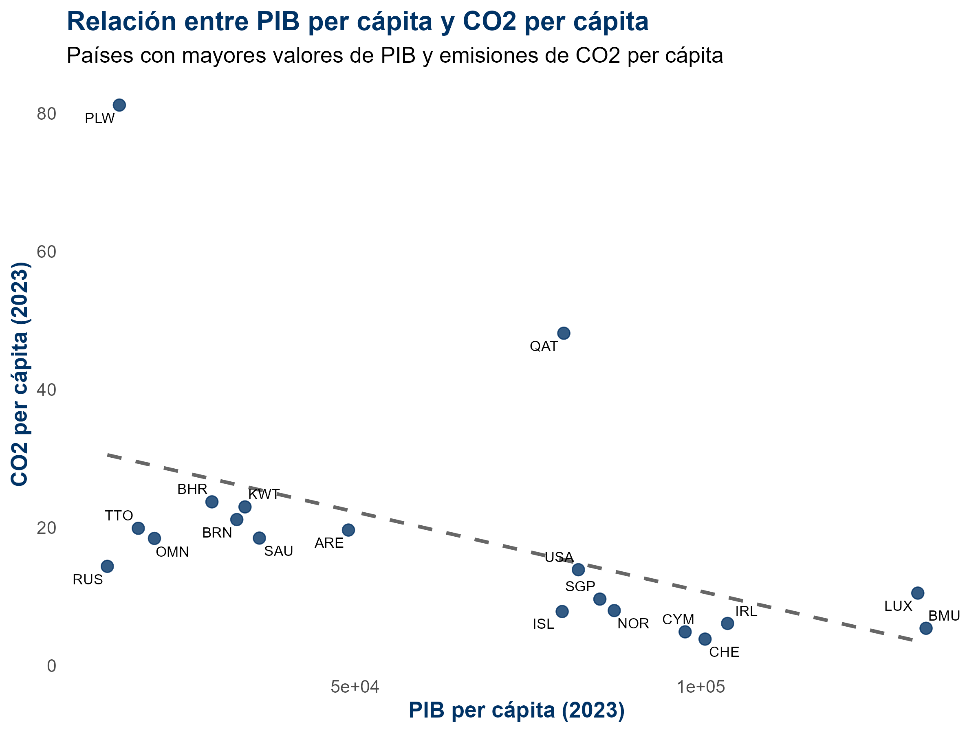 Relación entre PIB per cápita y CO2 per cápita
Países con mayores valores de PIB y emisiones de CO2 per cápita
CO2 per cápita (2023)
80
60
40
20
0
PLW
QAT
BHR
KWT
TTO
BRN
OMN
SAU
ARE
RUS
USA
SGP
ISL
NOR
CYM
IRL
CHE
LUX
BMU
5e+04
1e+05
PIB per cápita (2023)